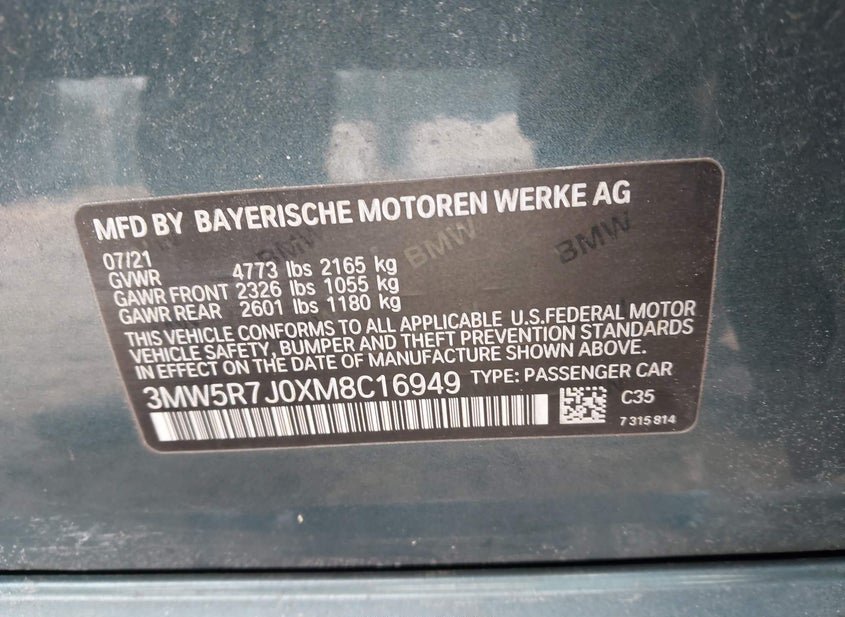 MFD BY BAYERISCHE MOTOREN WERKE AG
07/21
GVWR 4773 lbs 2165 kg
GAWR FRONT 2326 lbs 1055 kg
GAWR REAR 2601 lbs 1180 kg
THIS VEHICLE CONFORMS TO ALL APPLICABLE U.S.FEDERAL MOTOR
VEHICLE SAFETY, BUMPER AND THEFT PREVENTION STANDARDS
IN EFFECT ON THE DATE OF MANUFACTURE SHOWN ABOVE.
3MW5R7J0XM8C16949 TYPE: PASSENGER CAR
C35
7 315 814
BMW BMW BMW